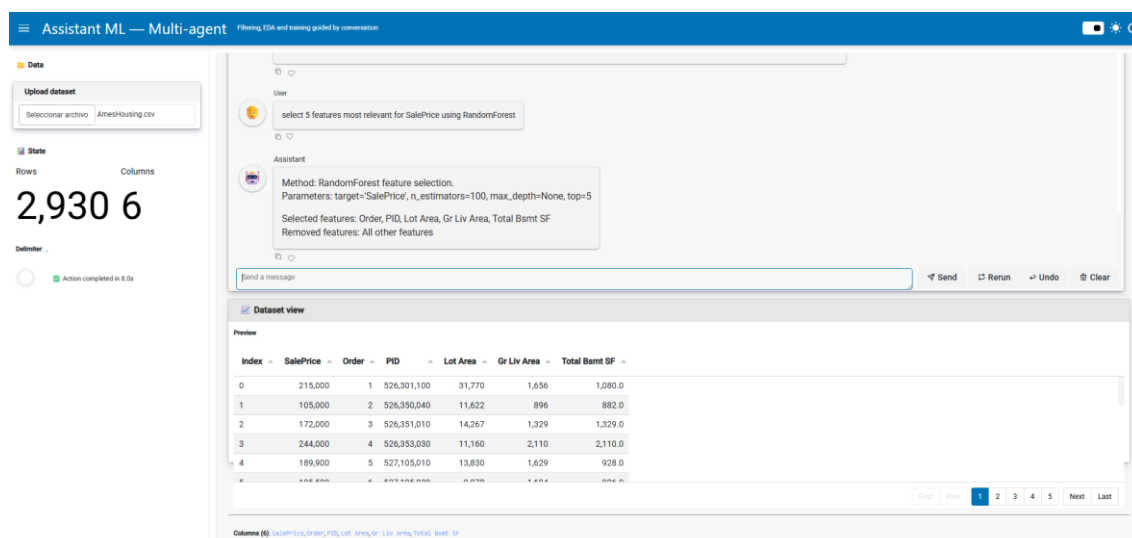 Assistant ML — Multi-agent Filtering, EDA and training guided by conversation
Data
Upload dataset
Seleccionar archivo AmesHousing.csv
State
Rows Columns
2,930 6
Delimiter: ,
Action completed in 8.0s
User
select 5 features most relevant for SalePrice using RandomForest
Assistant
Method: RandomForest feature selection.
Parameters: target='SalePrice', n_estimators=100, max_depth=None, top=5
Selected features: Order, PID, Lot Area, Gr Liv Area, Total Bsmt SF
Removed features: All other features
Send a message
Send Rerun Undo Clear
Dataset view
Preview
index SalePrice Order PID Lot Area Gr Liv Area Total Bsmt SF
0 215,000 1 526,301,100 31,770 1,656 1,080.0
1 105,000 2 526,350,040 11,622 896 882.0
2 172,000 3 526,351,010 14,267 1,329 1,329.0
3 244,000 4 526,353,030 11,160 2,110 2,110.0
4 189,900 5 527,105,010 13,830 1,629 928.0
First Prev 1 2 3 4 5 Next Last
Columns (6): SalePrice, Order, PID, Lot Area, Gr Liv Area, Total Bsmt SF